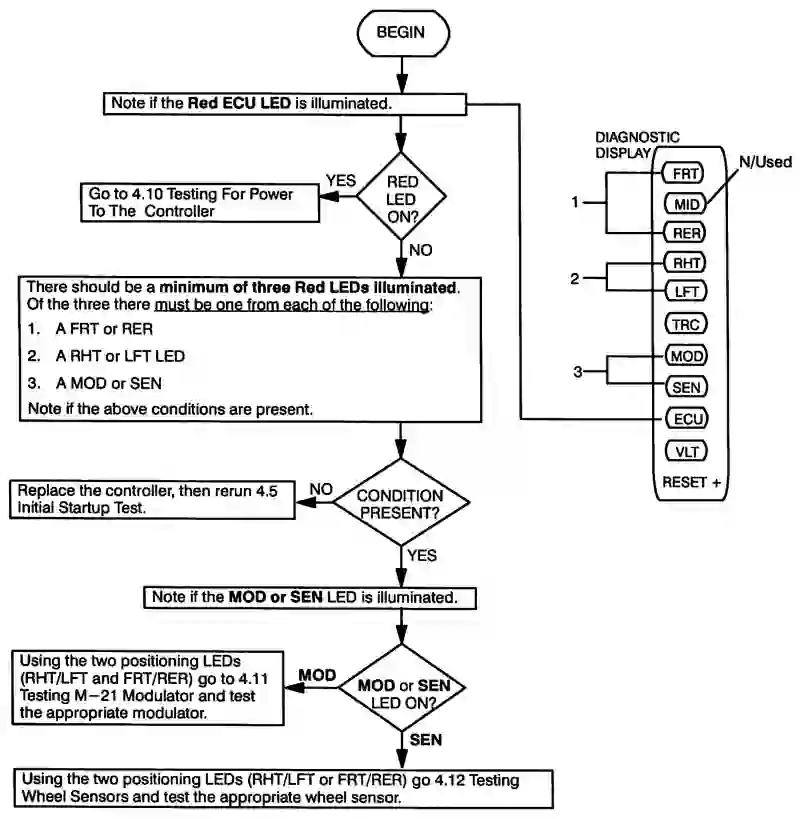 BEGIN
Note if the Red ECU LED is illuminated.
RED
LED
ON?
YES
Go to 4.10 Testing For Power
To The Controller
NO
There should be a minimum of three Red LEDs illuminated.
Of the three there must be one from each of the following:
1. A FRT or RER
2. A RHT or LFT LED
3. A MOD or SEN
Note if the above conditions are present.
CONDITION
PRESENT?
NO
Replace the controller, then rerun 4.5
Initial Startup Test.
YES
Note if the MOD or SEN LED is illuminated.
MOD or SEN
LED ON?
MOD
Using the two positioning LEDs
(RHT/LFT and FRT/RER) go to 4.11
Testing M–21 Modulator and test
the appropriate modulator.
SEN
Using the two positioning LEDs (RHT/LFT or FRT/RER) go 4.12 Testing
Wheel Sensors and test the appropriate wheel sensor.
DIAGNOSTIC
DISPLAY
N/Used
1
FRT
MID
RER
2
RHT
LFT
TRC
3
MOD
SEN
ECU
VLT
RESET +